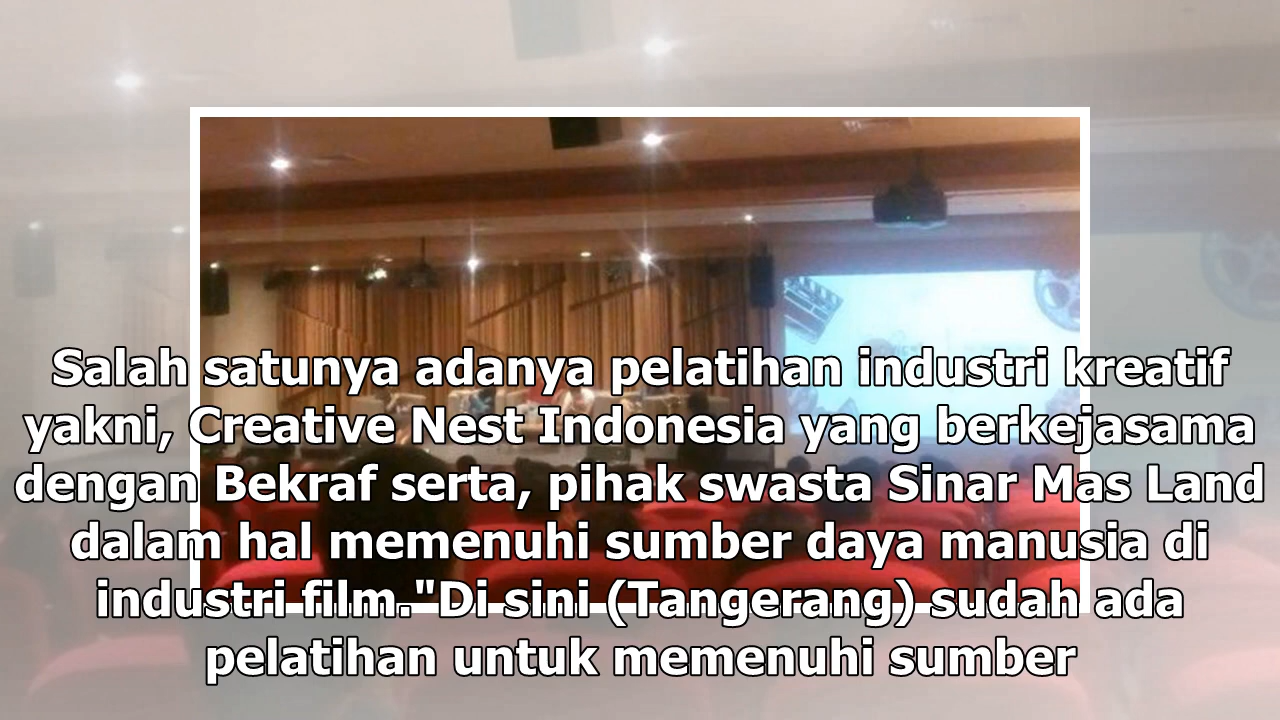 Salah satunya adanya pelatihan industri kreatif
yakni, Creative Nest Indonesia yang berkejasama
dengan Bekraf serta, pihak swasta Sinar Mas Land
dalam hal memenuhi sumber daya manusia di
industri film."Di sini (Tangerang) sudah ada
pelatihan untuk memenuhi sumber